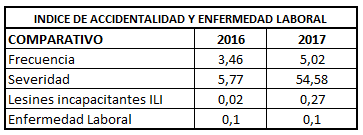 INDICE DE ACCIDENTALIDAD Y ENFERMEDAD LABORAL
COMPARATIVO 2016 2017
Frecuencia 3,46 5,02
Severidad 5,77 54,58
Lesines incapacitantes ILI 0,02 0,27
Enfermedad Laboral 0,1 0,1